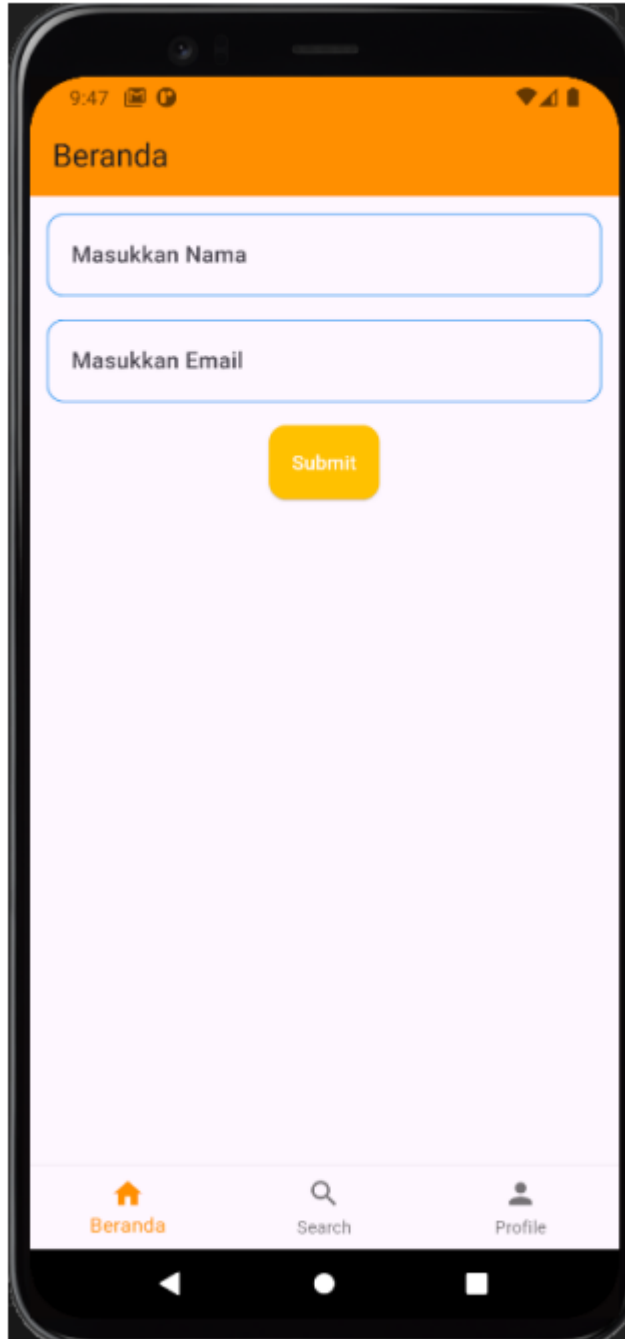 9:47
Beranda
Masukkan Nama
Masukkan Email
Submit
Beranda
Search
Profile